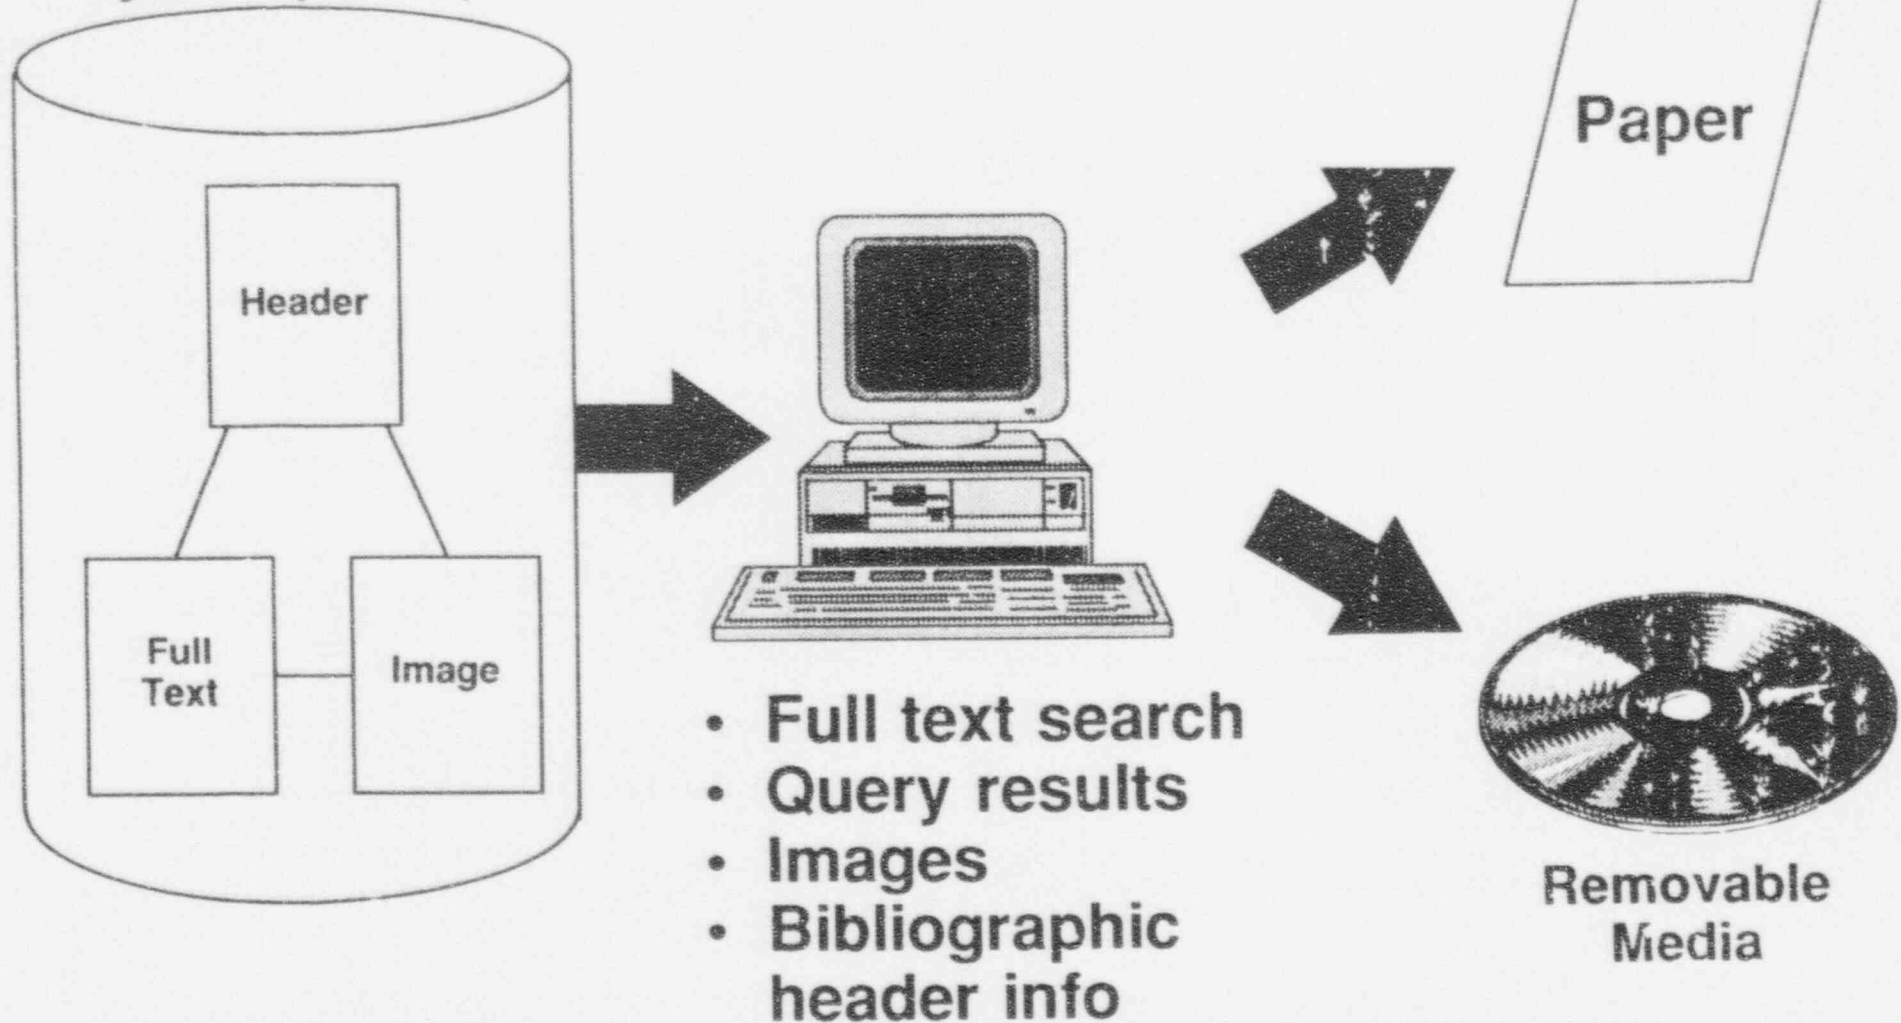 Header
Full
Text
Image
• Full text search
• Query results
• Images
• Bibliographic
header info
Paper
Removable
Media